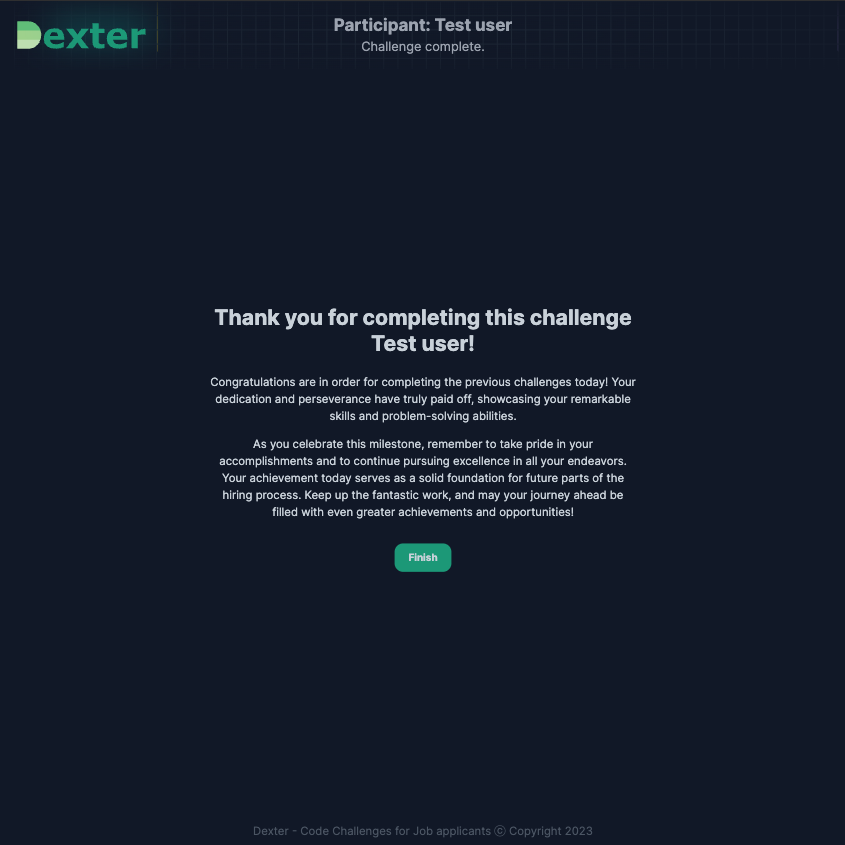 Dexter
Participant: Test user
Challenge complete.
Thank you for completing this challenge
Test user!
Congratulations are in order for completing the previous challenges today! Your
dedication and perseverance have truly paid off, showcasing your remarkable
skills and problem-solving abilities.
As you celebrate this milestone, remember to take pride in your
accomplishments and to continue pursuing excellence in all your endeavors.
Your achievement today serves as a solid foundation for future parts of the
hiring process. Keep up the fantastic work, and may your journey ahead be
filled with even greater achievements and opportunities!
Finish
Dexter - Code Challenges for Job applicants ⓒ Copyright 2023